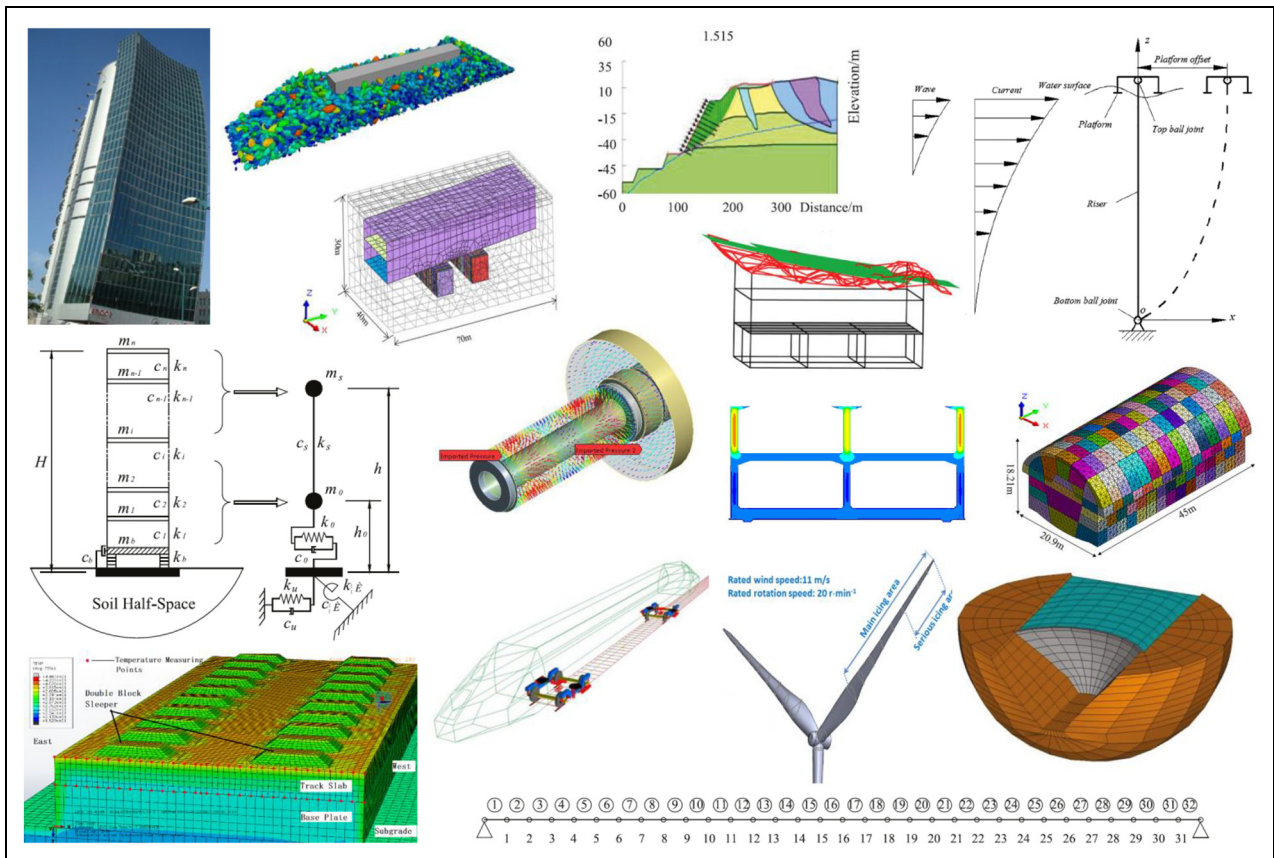 1.515
60
35
10
-15
-40
-45
-60
0 100 200 300 Distance/m
Elevation/m
Wave
Current
Water surface
z
Platform offset
Platform
Top ball joint
Riser
Bottom ball joint
o
x
30m
40m
70m
Z
Y
X
m_n
c_n k_n
m_n-1
c_n-1 k_n-1
m_i
c_i k_i
m_2
c_2 k_2
m_1
c_1 k_1
m_b
c_b
k_b
H
Soil Half-Space
m_s
c_s k_s
h
m_0
k_0
c_0
h_0
k_u
c_u
k_¦Ė
c_¦Ė
Imported Pressure
Imported Pressure 2
Z
Y
X
18.21m
20.9m
45m
Rated wind speed:11 m/s
Rated rotation speed: 20 r·min⁻¹
Main icing area
Serious icing ar
TEMP
Temperature Measuring
Points
Double Block
Sleeper
East
West
Track Slab
Base Plate
Subgrade
① ② ③ ④ ⑤ ⑥ ⑦ ⑧ ⑨ ⑩ ⑪ ⑫ ⑬ ⑭ ⑮ ⑯ ⑰ ⑱ ⑲ ⑳ ㉑ ㉒ ㉓ ㉔ ㉕ ㉖ ㉗ ㉘ ㉙ ㉚ ㉛ ㉜
1 2 3 4 5 6 7 8 9 10 11 12 13 14 15 16 17 18 19 20 21 22 23 24 25 26 27 28 29 30 31